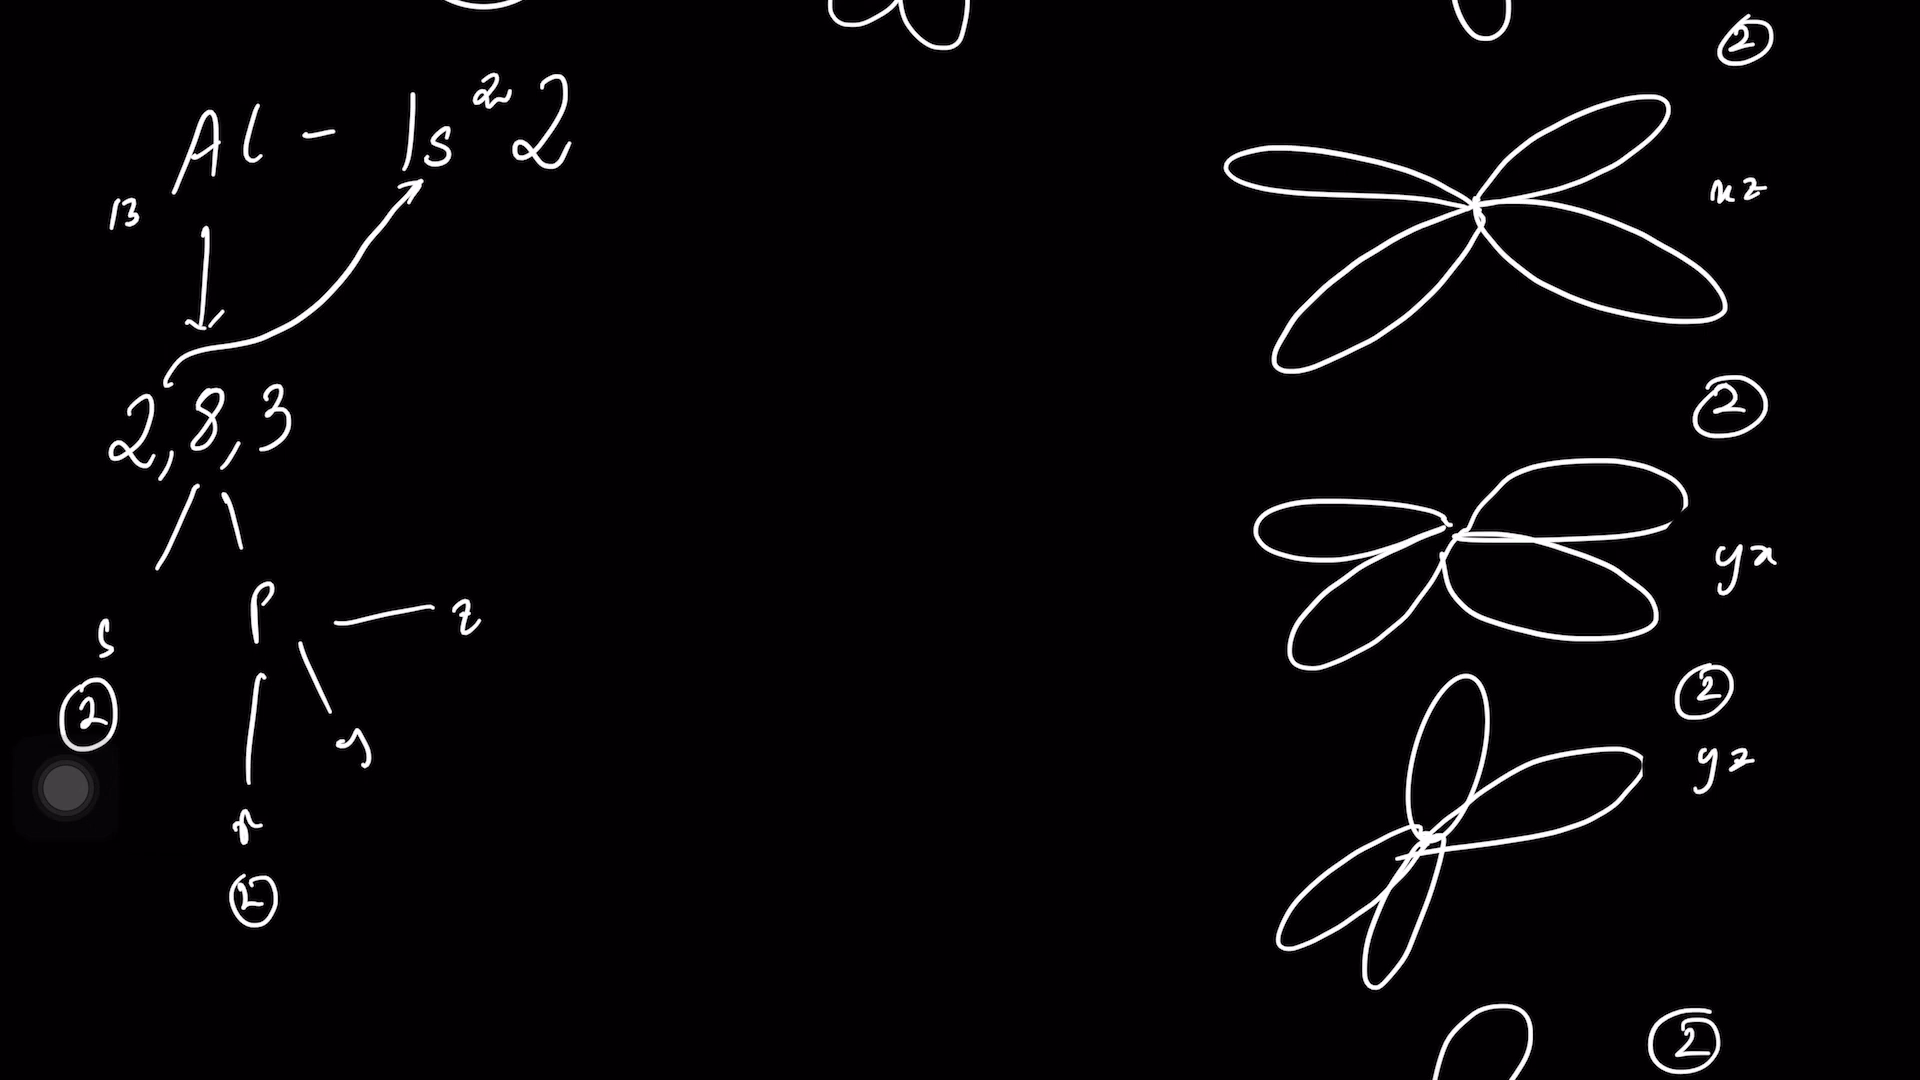 Al - 1s² 2
13
2, 8, 3
s
p
z
y
x
②
②
②
xz
②
yx
②
yz
②